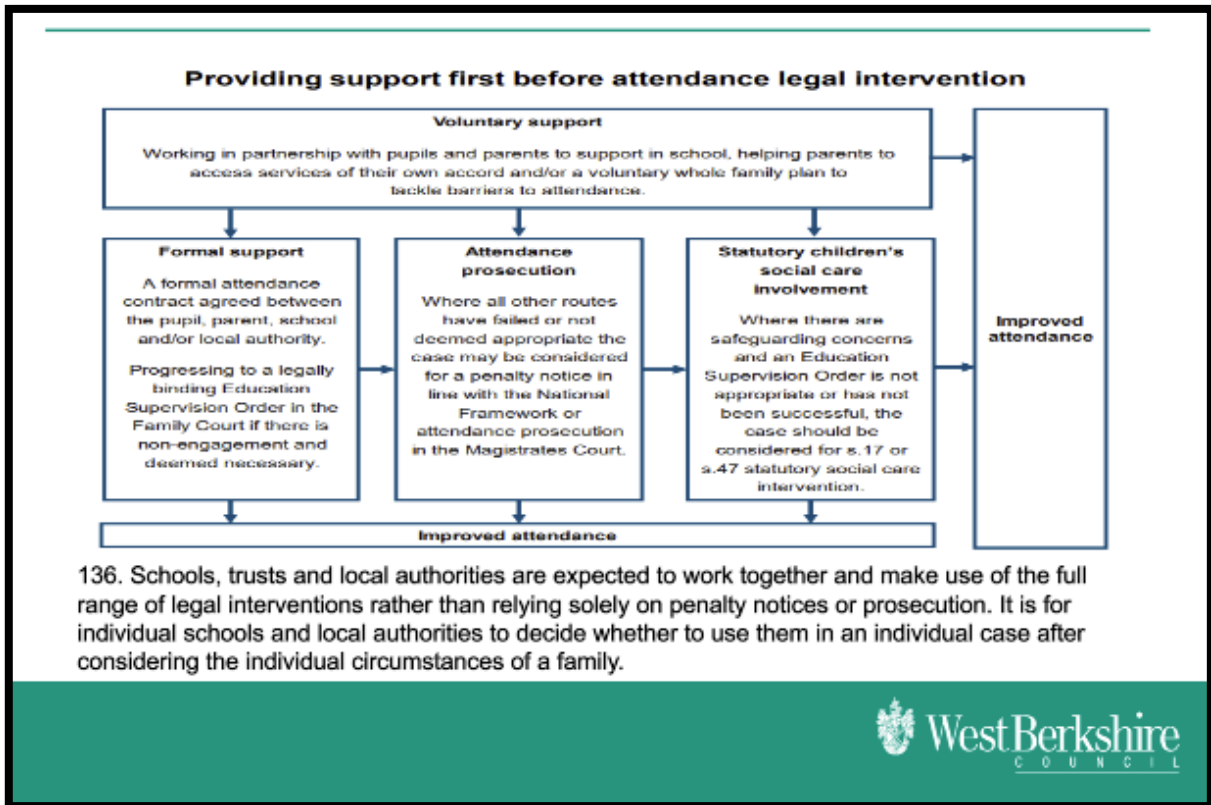 Providing support first before attendance legal intervention
Voluntary support
Working in partnership with pupils and parents to support in school, helping parents to
access services of their own accord and/or a voluntary whole family plan to
tackle barriers to attendance.
Formal support
A formal attendance
contract agreed between
the pupil, parent, school
and/or local authority.
Progressing to a legally
binding Education
Supervision Order in the
Family Court if there is
non-engagement and
deemed necessary.
Attendance
prosecution
Where all other routes
have failed or not
deemed appropriate the
case may be considered
for a penalty notice in
line with the National
Framework or
attendance prosecution
in the Magistrates Court.
Statutory children's
social care
involvement
Where there are
safeguarding concerns
and an Education
Supervision Order is not
appropriate or has not
been successful, the
case should be
considered for s.17 or
s.47 statutory social care
intervention.
Improved
attendance
Improved attendance
136. Schools, trusts and local authorities are expected to work together and make use of the full
range of legal interventions rather than relying solely on penalty notices or prosecution. It is for
individual schools and local authorities to decide whether to use them in an individual case after
considering the individual circumstances of a family.
West Berkshire
COUNCIL